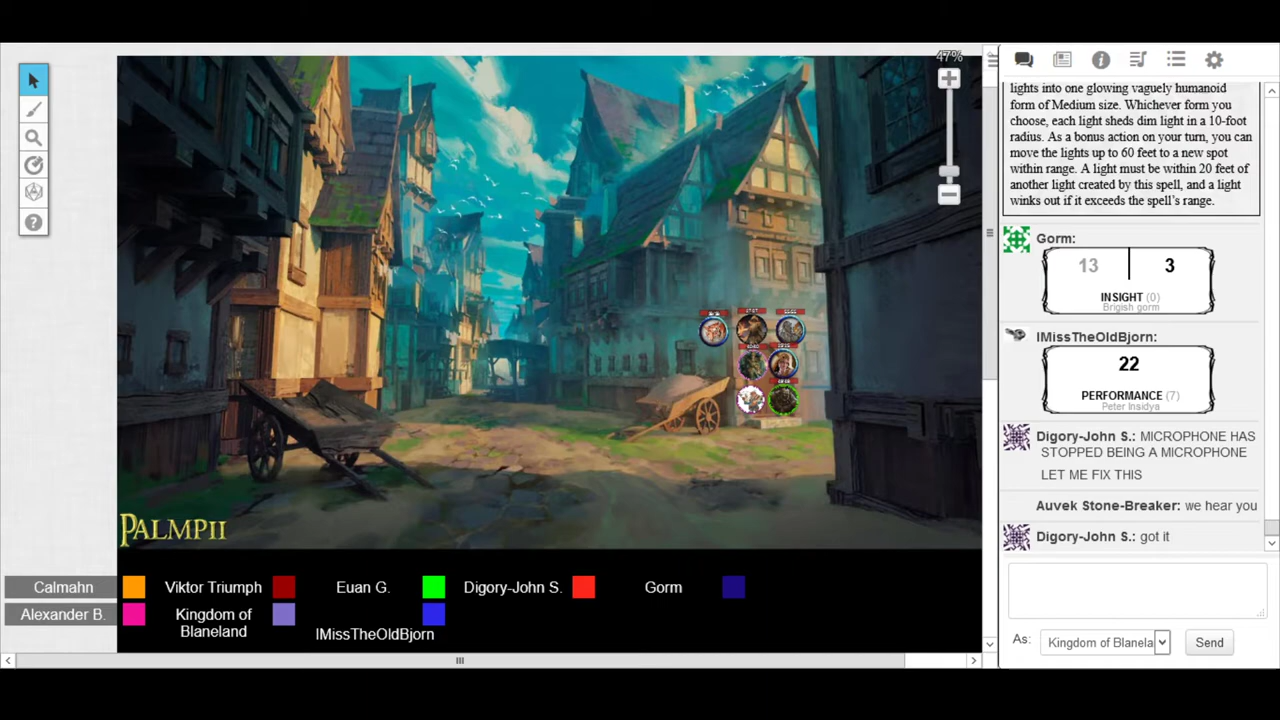 47%
lights into one glowing vaguely humanoid
form of Medium size. Whichever form you
choose, each light sheds dim light in a 10-foot
radius. As a bonus action on your turn, you can
move the lights up to 60 feet to a new spot
within range. A light must be within 20 feet of
another light created by this spell, and a light
winks out if it exceeds the spell's range.
Gorm:
13 3
INSIGHT (0)
Brigish gorm
IMissTheOldBjorn:
22
PERFORMANCE (7)
Peter Insidya
Digory-John S.: MICROPHONE HAS
STOPPED BEING A MICROPHONE
LET ME FIX THIS
Auvek Stone-Breaker: we hear you
Digory-John S.: got it
PALMPII
Calmahn Viktor Triumph Euan G. Digory-John S. Gorm
Alexander B. Kingdom of
Blaneland
IMissTheOldBjorn
As: Kingdom of Blanela Send